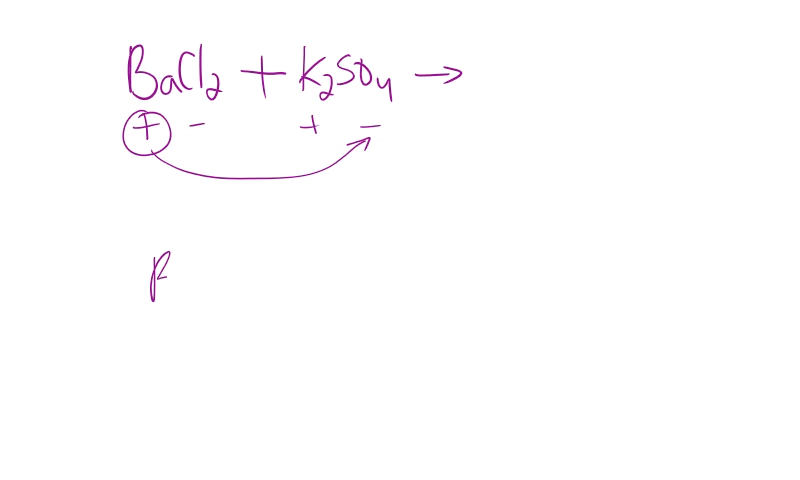 BaCl₂ + K₂SO₄ →
+ - + -